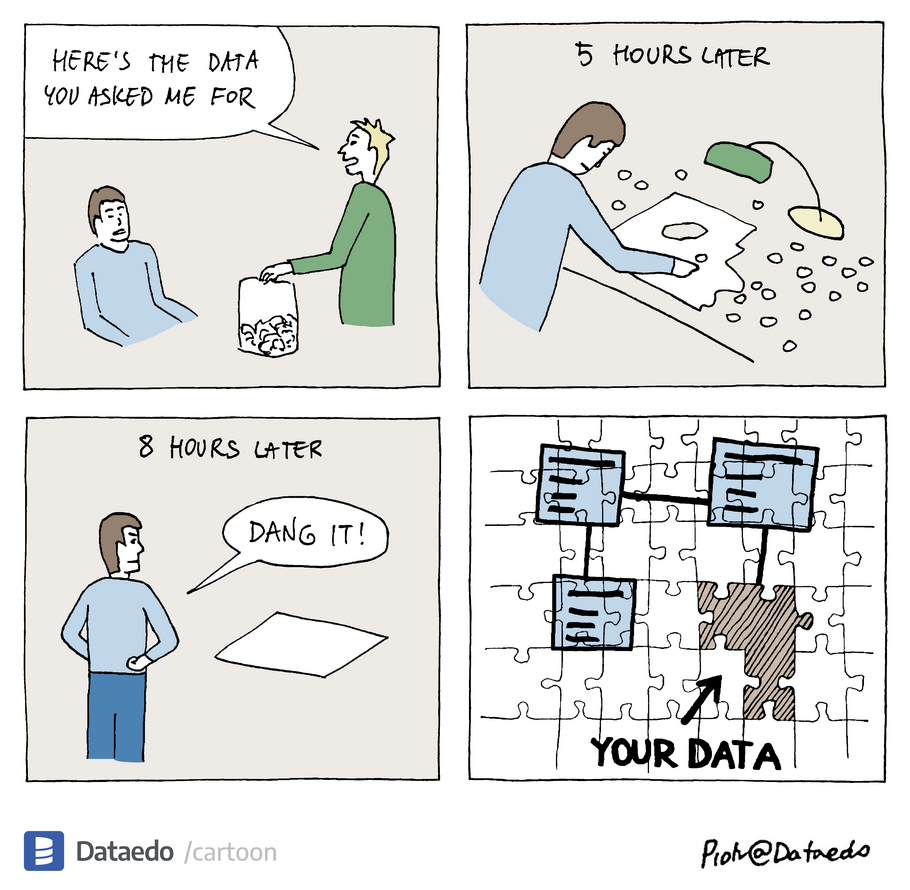 HERE'S THE DATA
YOU ASKED ME FOR
5 HOURS LATER
8 HOURS LATER
DANG IT!
YOUR DATA
Dataedo /cartoon
Piotr@Dataedo